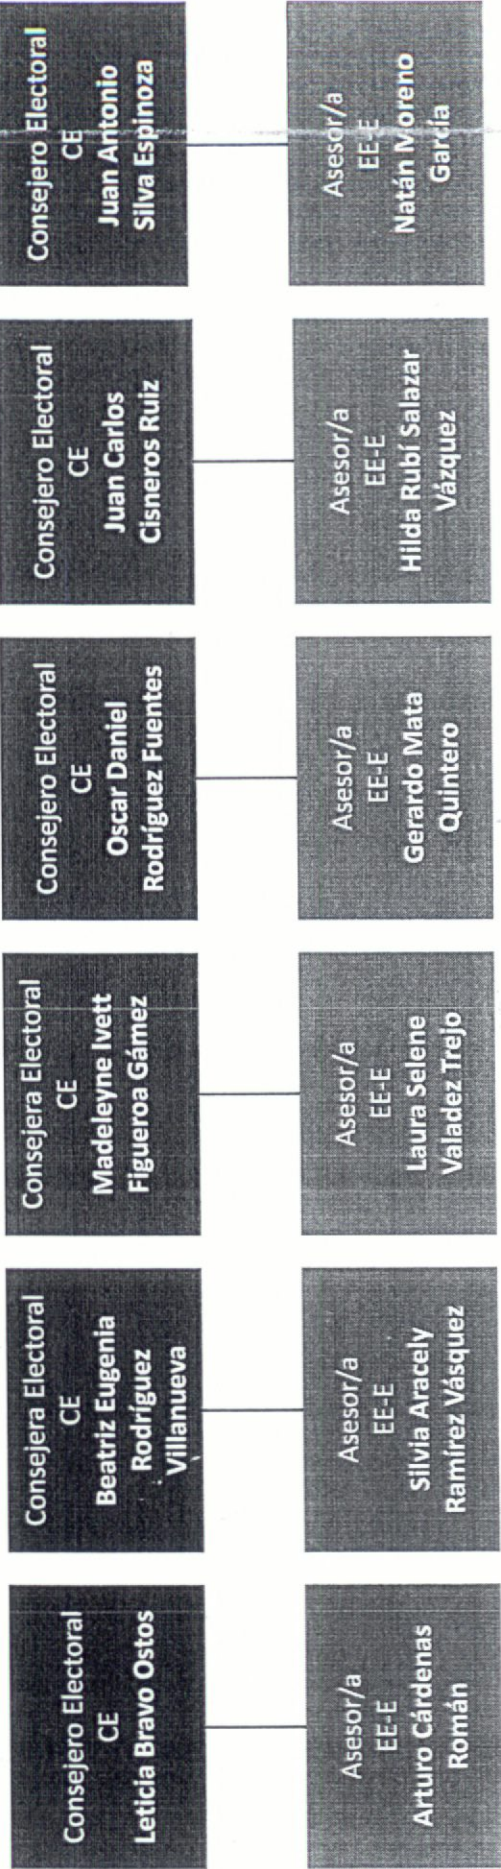 Consejero Electoral
CE
Leticia Bravo Ostos
Consejera Electoral
CE
Beatriz Eugenia
Rodríguez
Villanueva
Consejera Electoral
CE
Madeleyne Ivett
Figueroa Gámez
Consejero Electoral
CE
Oscar Daniel
Rodríguez Fuentes
Consejero Electoral
CE
Juan Carlos
Cisneros Ruiz
Consejero Electoral
CE
Juan Antonio
Silva Espinoza
Asesor/a
EE-E
Arturo Cárdenas
Román
Asesor/a
EE-E
Silvia Aracely
Ramírez Vásquez
Asesor/a
EE-E
Laura Selene
Valadez Trejo
Asesor/a
EE-E
Gerardo Mata
Quintero
Asesor/a
EE-E
Hilda Rubí Salazar
Vázquez
Asesor/a
EE-E
Natán Moreno
García